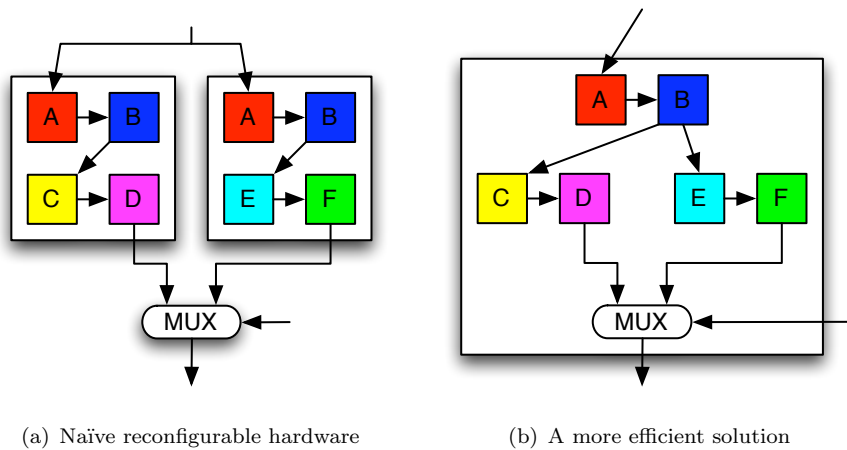 A B A B
C D E F
MUX
(a) Naïve reconfigurable hardware
A B
C D E F
MUX
(b) A more efficient solution